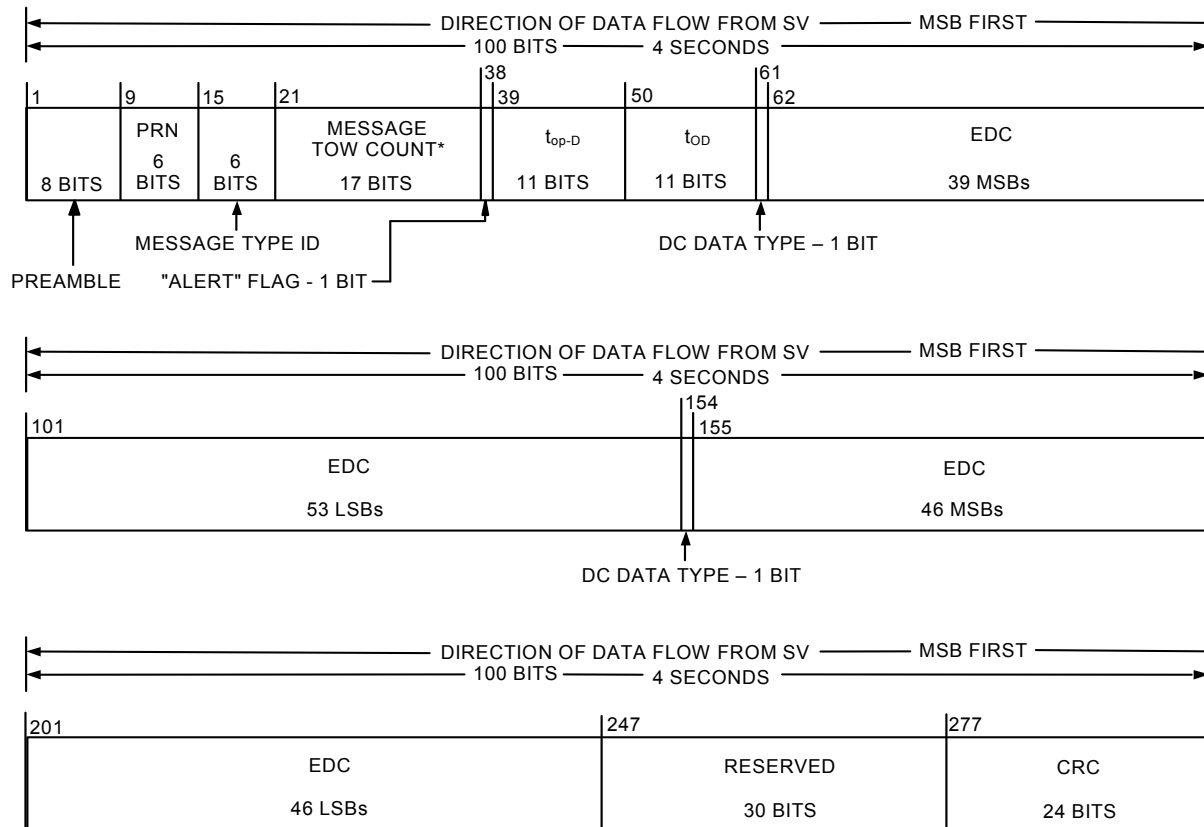 DIRECTION OF DATA FLOW FROM SV MSB FIRST
100 BITS 4 SECONDS
38 61
1 9 15 21 39 50 62
PRN MESSAGE t_op-D t_OD EDC
TOW COUNT*
6 6
8 BITS BITS BITS 17 BITS 11 BITS 11 BITS 39 MSBs
MESSAGE TYPE ID DC DATA TYPE – 1 BIT
PREAMBLE "ALERT" FLAG - 1 BIT
DIRECTION OF DATA FLOW FROM SV MSB FIRST
100 BITS 4 SECONDS
154
101 155
EDC EDC
53 LSBs 46 MSBs
DC DATA TYPE – 1 BIT
DIRECTION OF DATA FLOW FROM SV MSB FIRST
100 BITS 4 SECONDS
201 247 277
EDC RESERVED CRC
46 LSBs 30 BITS 24 BITS